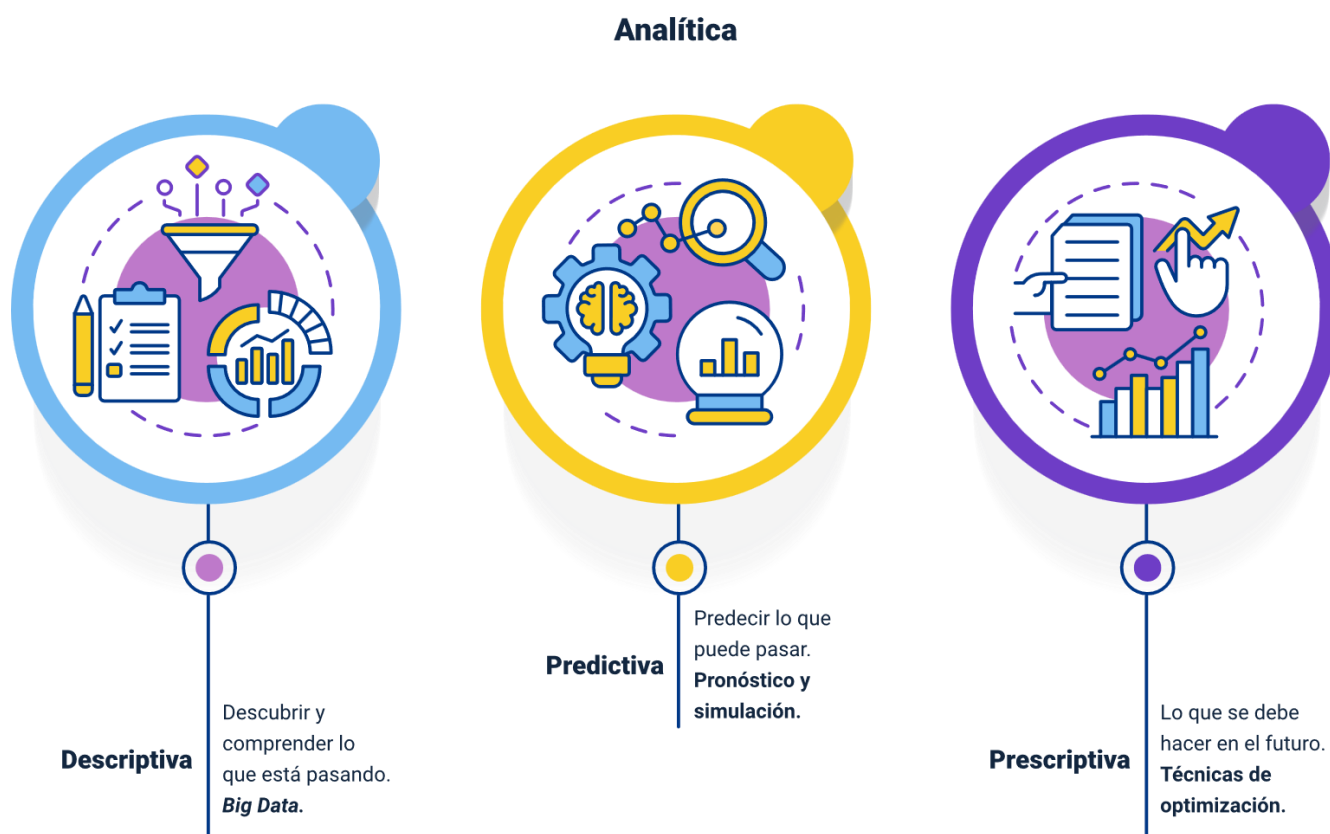 Analítica
Descriptiva
Descubrir y
comprender lo
que está pasando.
Big Data.
Predictiva
Predecir lo que
puede pasar.
Pronóstico y
simulación.
Prescriptiva
Lo que se debe
hacer en el futuro.
Técnicas de
optimización.